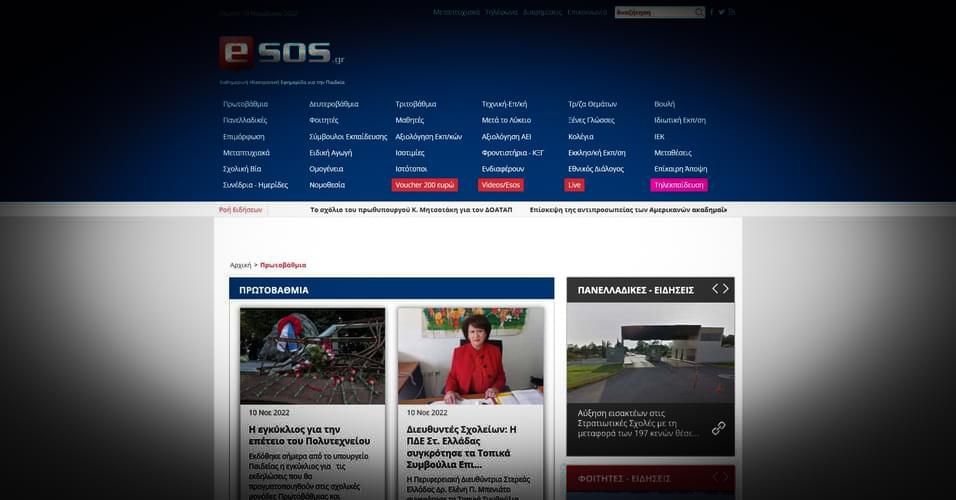 Πέμπτη 10 Νοεμβρίου 2022
Μεταπτυχιακά Τηλέφωνα Διαφημίσεις Επικοινωνία Αναζήτηση
esos.gr
Καθημερινή Ηλεκτρονική Εφημερίδα για την Παιδεία
Πρωτοβάθμια Δευτεροβάθμια Τριτοβάθμια Τεχνική-Επ/κή Τρ/ζα Θεμάτων Βουλή
Πανελλαδικές Φοιτητές Μαθητές Μετά το Λύκειο Ξένες Γλώσσες Ιδιωτική Εκπ/ση
Επιμόρφωση Σύμβουλοι Εκπαίδευσης Αξιολόγηση Εκπ/κών Αξιολόγηση ΑΕΙ Κολέγια ΙΕΚ
Μεταπτυχιακά Ειδική Αγωγή Ισοτιμίες Φροντιστήρια - ΚΞΓ Εκκλησ/κή Εκπ/ση Μεταθέσεις
Σχολική Βία Ομογένεια Ιστότοποι Ενδιαφέρουν Εθνικός Διάλογος Επίκαιρη Άποψη
Συνέδρια - Ημερίδες Νομοθεσία Voucher 200 ευρώ Videos/Esos Live Τηλεκπαίδευση
Ροή Ειδήσεων Το σχόλιο του πρωθυπουργού Κ. Μητσοτάκη για τον ΔΟΑΤΑΠ Επίσκεψη της αντιπροσωπείας των Αμερικανών ακαδημαϊ
Αρχική > Πρωτοβάθμια
ΠΡΩΤΟΒΑΘΜΙΑ
10 Νοε 2022
Η εγκύκλιος για την
επέτειο του Πολυτεχνείου
Εκδόθηκε σήμερα από το υπουργείο
Παιδείας η εγκύκλιος για τις
εκδηλώσεις που θα
πραγματοποιηθούν στις σχολικές
μονάδες Πρωτοβάθμιας και
10 Νοε 2022
Διευθυντές Σχολείων: Η
ΠΔΕ Στ. Ελλάδας
συγκρότησε τα Τοπικά
Συμβούλια Επι...
Η Περιφερειακή Διευθύντρια Στερεάς
Ελλάδας Δρ. Ελένη Π. Μπενιάτα
συγκρότησε τα Τοπικά Συμβούλια
ΠΑΝΕΛΛΑΔΙΚΕΣ - ΕΙΔΗΣΕΙΣ
Αύξηση εισακτέων στις
Στρατιωτικές Σχολές με τη
μεταφορά των 197 κενών θέσε...
ΦΟΙΤΗΤΕΣ - ΕΙΔΗΣΕΙΣ